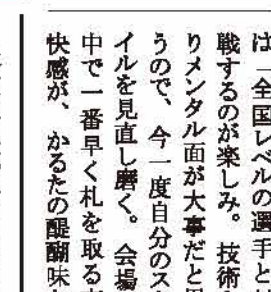 は「全国レベルの選手と
戦するのが楽しみ。技術
りメンタル面が大事だと
うので、今一度自分のス
イルを見直し磨く。会場
中で一番早く札を取る
快感が、かるたの醍醐味